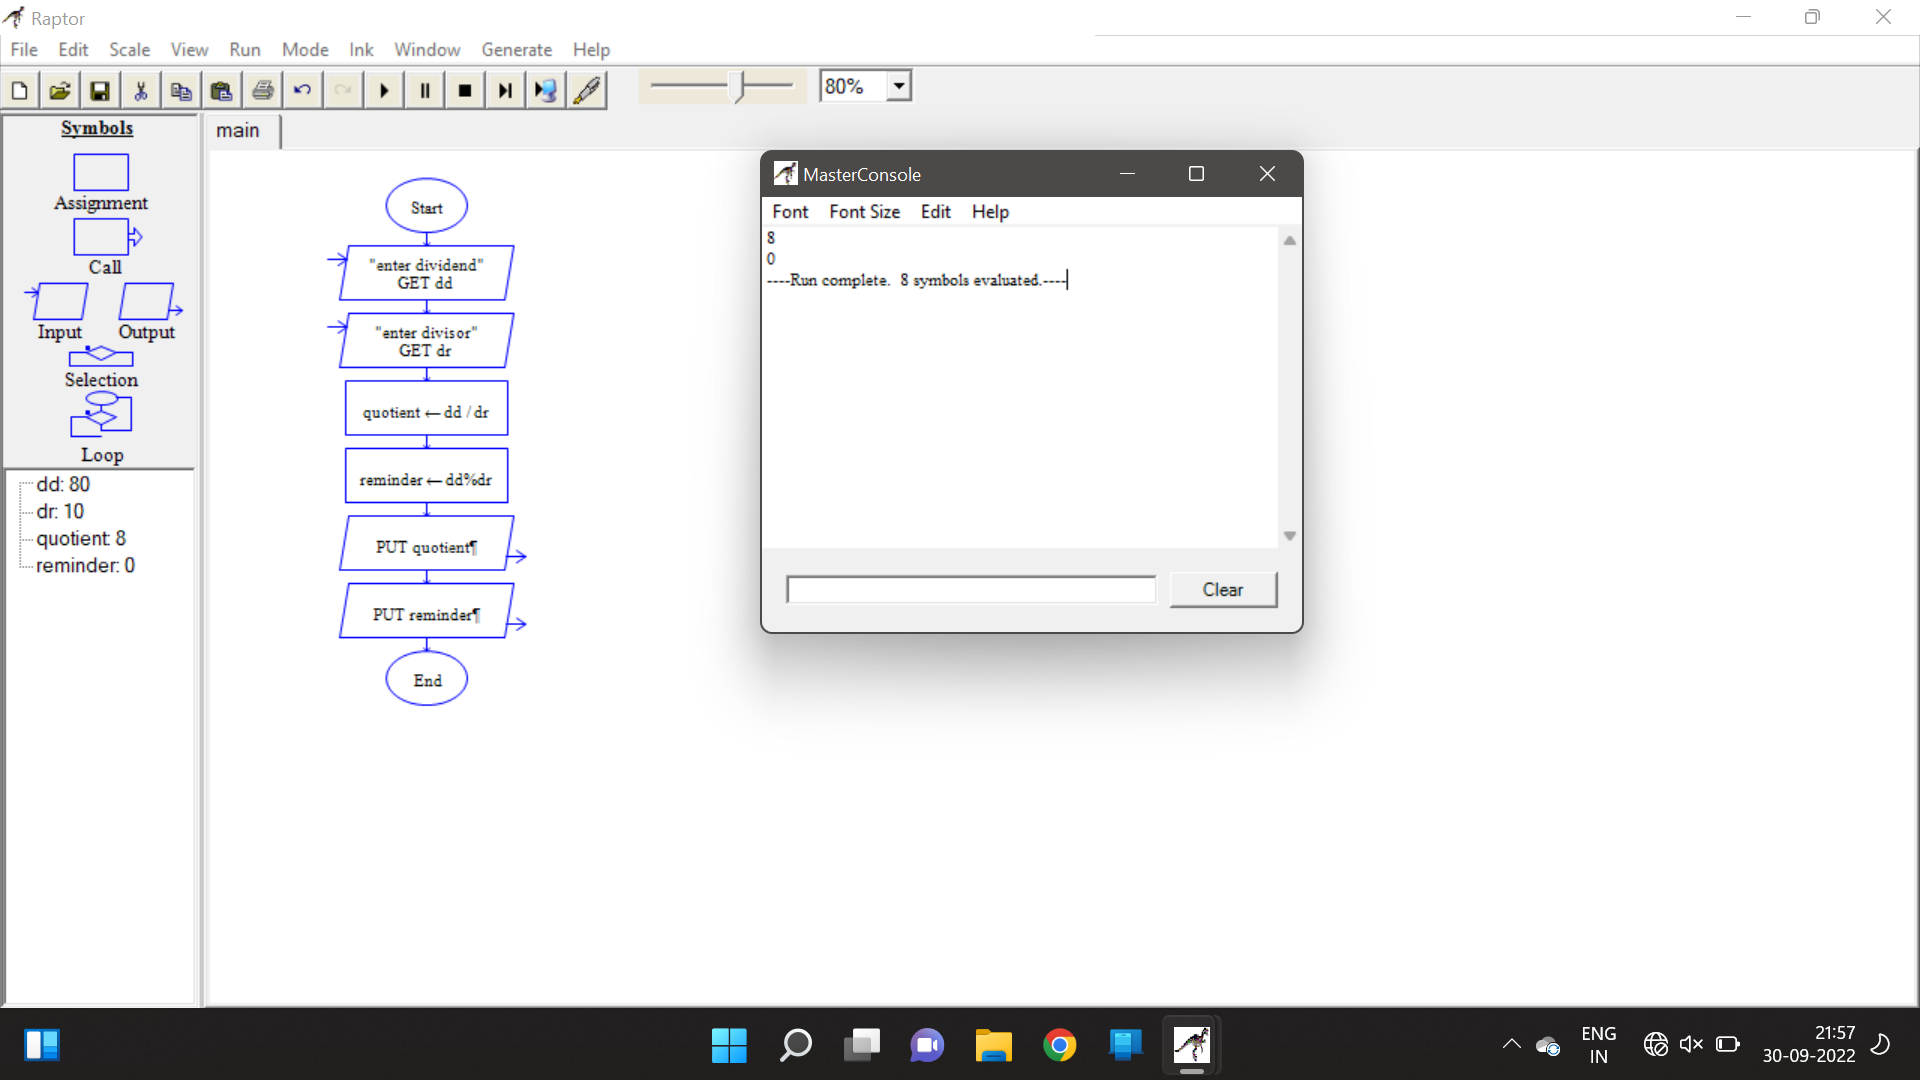 Raptor
File Edit Scale View Run Mode Ink Window Generate Help
80%
Symbols
Assignment
Call
Input Output
Selection
Loop
dd: 80
dr: 10
quotient: 8
reminder: 0
main
Start
"enter dividend"
GET dd
"enter divisor"
GET dr
quotient ← dd / dr
reminder ← dd%dr
PUT quotient¶
PUT reminder¶
End
MasterConsole
Font Font Size Edit Help
8
0
----Run complete. 8 symbols evaluated.----
Clear
ENG
IN
21:57
30-09-2022